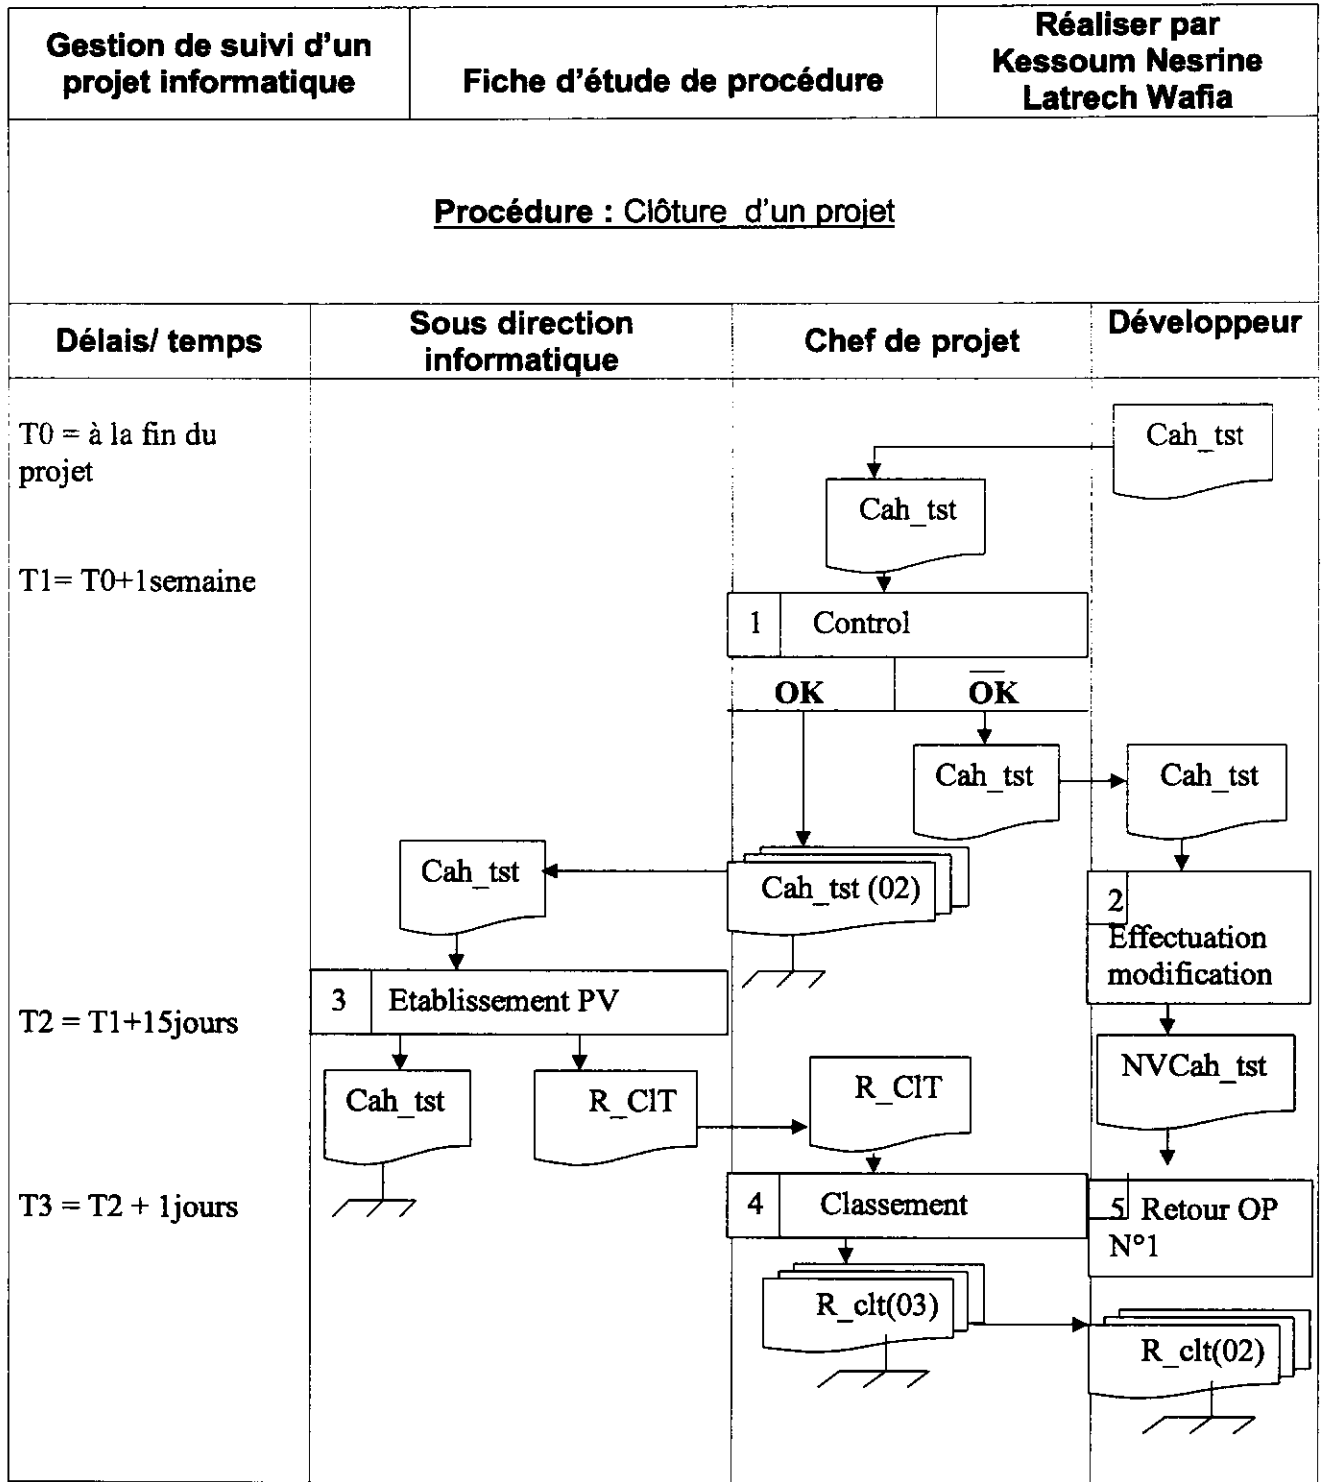 Gestion de suivi d'un
projet informatique
Fiche d'étude de procédure
Réaliser par
Kessoum Nesrine
Latrech Wafia
Procédure : Clôture d'un projet
Délais/ temps
Sous direction
informatique
Chef de projet
Développeur
T0 = à la fin du
projet
Cah_tst
Cah_tst
T1= T0+1semaine
1 Control
OK
OK
Cah_tst
Cah_tst
Cah_tst
Cah_tst (02)
2
Effectuation
modification
3 Etablissement PV
T2 = T1+15jours
NVCah_tst
Cah_tst
R_ClT
R_ClT
T3 = T2 + 1jours
4 Classement
5 Retour OP
N°1
R_clt(03)
R_clt(02)